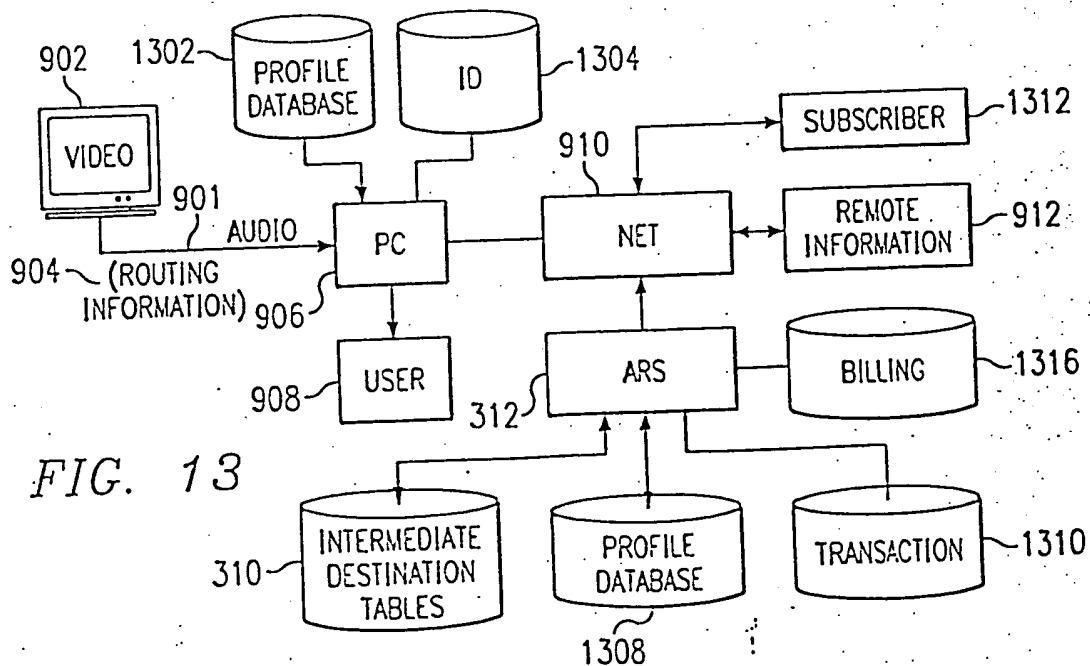 1302
PROFILE
DATABASE
ID
1304
902
VIDEO
901
AUDIO
904
(ROUTING
INFORMATION)
PC
906
USER
908
910
NET
SUBSCRIBER
1312
REMOTE
INFORMATION
912
ARS
312
BILLING
1316
FIG. 13
310
INTERMEDIATE
DESTINATION
TABLES
PROFILE
DATABASE
1308
TRANSACTION
1310